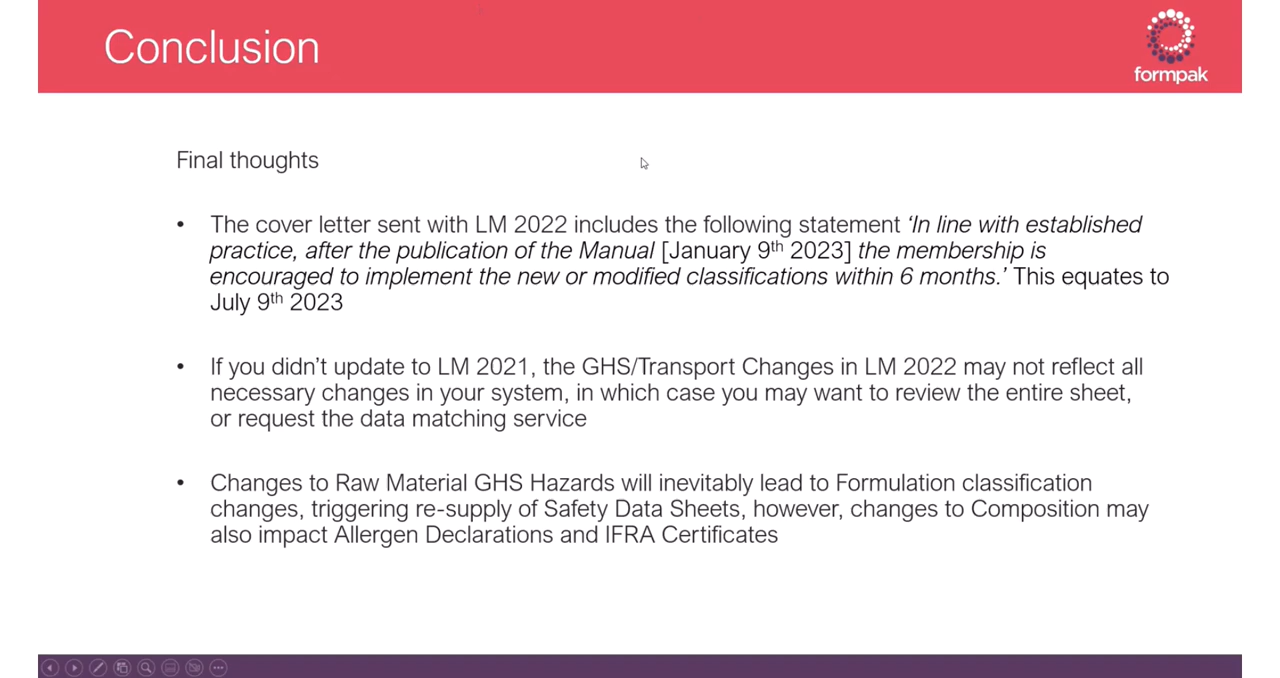 Conclusion
formpak
Final thoughts
• The cover letter sent with LM 2022 includes the following statement ‘In line with established
practice, after the publication of the Manual [January 9th 2023] the membership is
encouraged to implement the new or modified classifications within 6 months.’ This equates to
July 9th 2023
• If you didn’t update to LM 2021, the GHS/Transport Changes in LM 2022 may not reflect all
necessary changes in your system, in which case you may want to review the entire sheet,
or request the data matching service
• Changes to Raw Material GHS Hazards will inevitably lead to Formulation classification
changes, triggering re-supply of Safety Data Sheets, however, changes to Composition may
also impact Allergen Declarations and IFRA Certificates